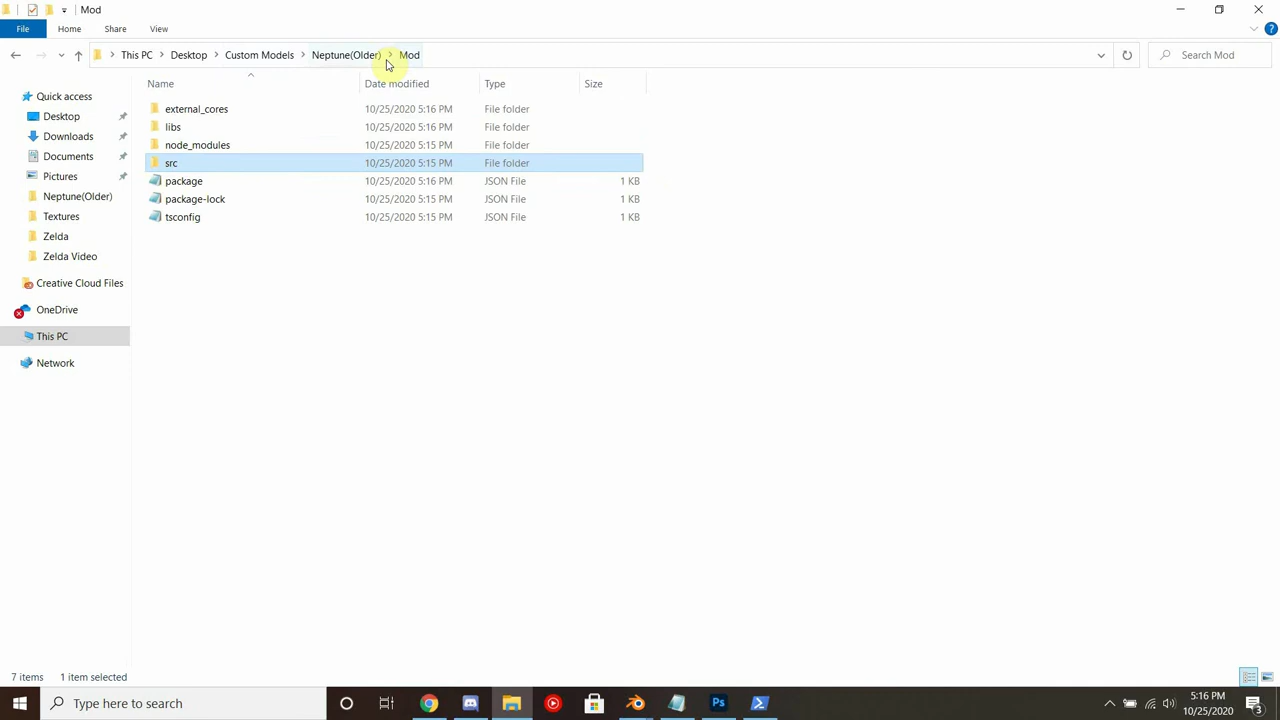 Mod
File Home Share View
This PC Desktop Custom Models Neptune(Older) Mod Search Mod
Name Date modified Type Size
Quick access
Desktop
Downloads
Documents
Pictures
Neptune(Older)
Textures
Zelda
Zelda Video
Creative Cloud Files
OneDrive
This PC
Network
external_cores 10/25/2020 5:16 PM File folder
libs 10/25/2020 5:16 PM File folder
node_modules 10/25/2020 5:15 PM File folder
src 10/25/2020 5:15 PM File folder
package 10/25/2020 5:16 PM JSON File 1 KB
package-lock 10/25/2020 5:15 PM JSON File 1 KB
tsconfig 10/25/2020 5:15 PM JSON File 1 KB
7 items 1 item selected
Type here to search
Ps
5:16 PM
10/25/2020
3